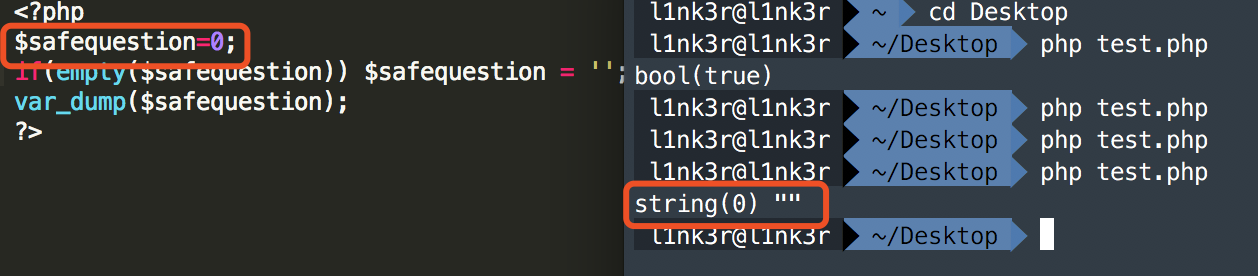 <?php
$safequestion=0;
if(empty($safequestion)) $safequestion = '';
var_dump($safequestion);
?>
l1nk3r@l1nk3r ~ cd Desktop
l1nk3r@l1nk3r ~/Desktop php test.php
bool(true)
l1nk3r@l1nk3r ~/Desktop php test.php
l1nk3r@l1nk3r ~/Desktop php test.php
l1nk3r@l1nk3r ~/Desktop php test.php
string(0) ""
l1nk3r@l1nk3r ~/Desktop